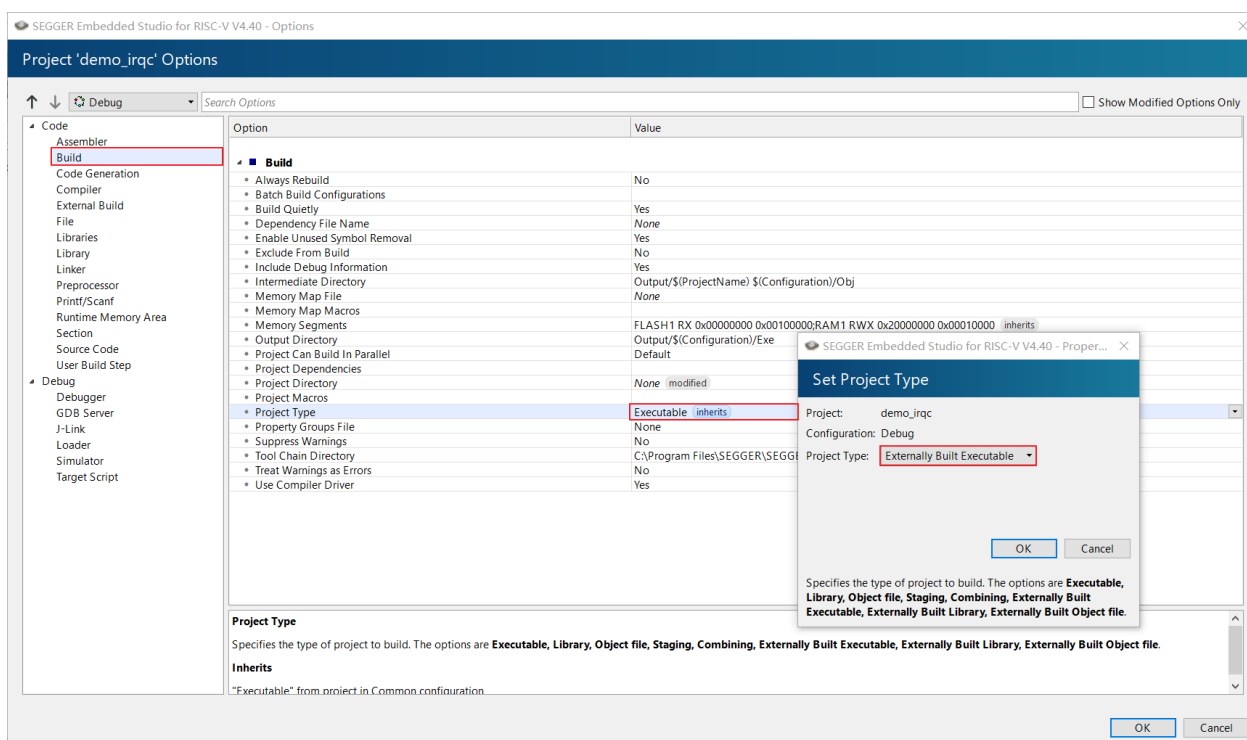 SEGGER Embedded Studio for RISC-V V4.40 - Options
Project 'demo_irqc' Options
Debug
Search Options
Show Modified Options Only
Code
Assembler
Build
Code Generation
Compiler
External Build
File
Libraries
Library
Linker
Preprocessor
Printf/Scanf
Runtime Memory Area
Section
Source Code
User Build Step
Debug
Debugger
GDB Server
J-Link
Loader
Simulator
Target Script
Option Value
Build
Always Rebuild No
Batch Build Configurations
Build Quietly Yes
Dependency File Name None
Enable Unused Symbol Removal Yes
Exclude From Build No
Include Debug Information Yes
Intermediate Directory Output/$(ProjectName) $(Configuration)/Obj
Memory Map File None
Memory Map Macros
Memory Segments FLASH1 RX 0x00000000 0x00100000;RAM1 RWX 0x20000000 0x00010000 inherits
Output Directory Output/$(Configuration)/Exe
Project Can Build In Parallel Default
Project Dependencies
Project Directory None modified
Project Macros
Project Type Executable inherits
Property Groups File None
Suppress Warnings No
Tool Chain Directory C:\Program Files\SEGGER\SEGGE
Treat Warnings as Errors No
Use Compiler Driver Yes
SEGGER Embedded Studio for RISC-V V4.40 - Proper...
Set Project Type
Project: demo_irqc
Configuration: Debug
Project Type: Externally Built Executable
OK Cancel
Specifies the type of project to build. The options are Executable,
Library, Object file, Staging, Combining, Externally Built
Executable, Externally Built Library, Externally Built Object file.
Project Type
Specifies the type of project to build. The options are Executable, Library, Object file, Staging, Combining, Externally Built Executable, Externally Built Library, Externally Built Object file.
Inherits
"Executable" from project in Common configuration
OK Cancel